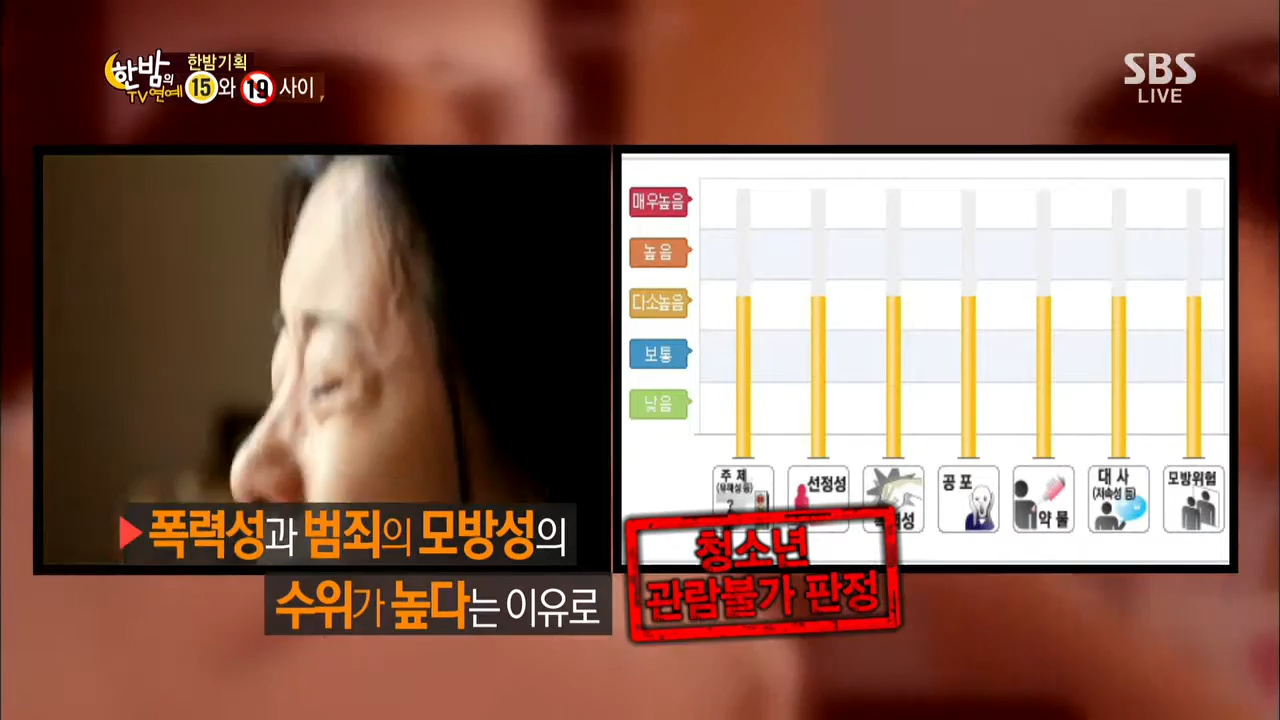 한밤의
TV연예
한밤기획
15와 19 사이
SBS
LIVE
매우높음
높음
다소높음
보통
낮음
주제
(유해성 등)
선정성
공포
약물
대사
(저속성 등)
모방위험
▶폭력성과 범죄의 모방성의
수위가 높다는 이유로
청소년
관람불가 판정